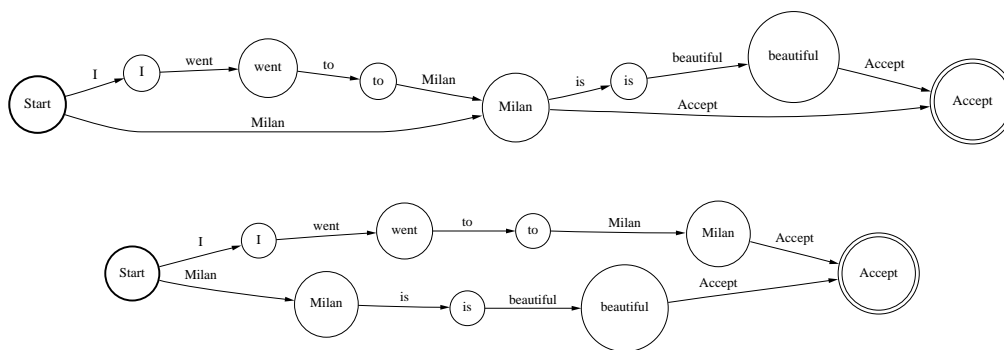 I went to Milan is beautiful Accept
Start I went to Milan is beautiful Accept
Milan Accept
I went to Milan Accept
Start I went to Milan Accept
Milan is beautiful Accept
Milan is beautiful